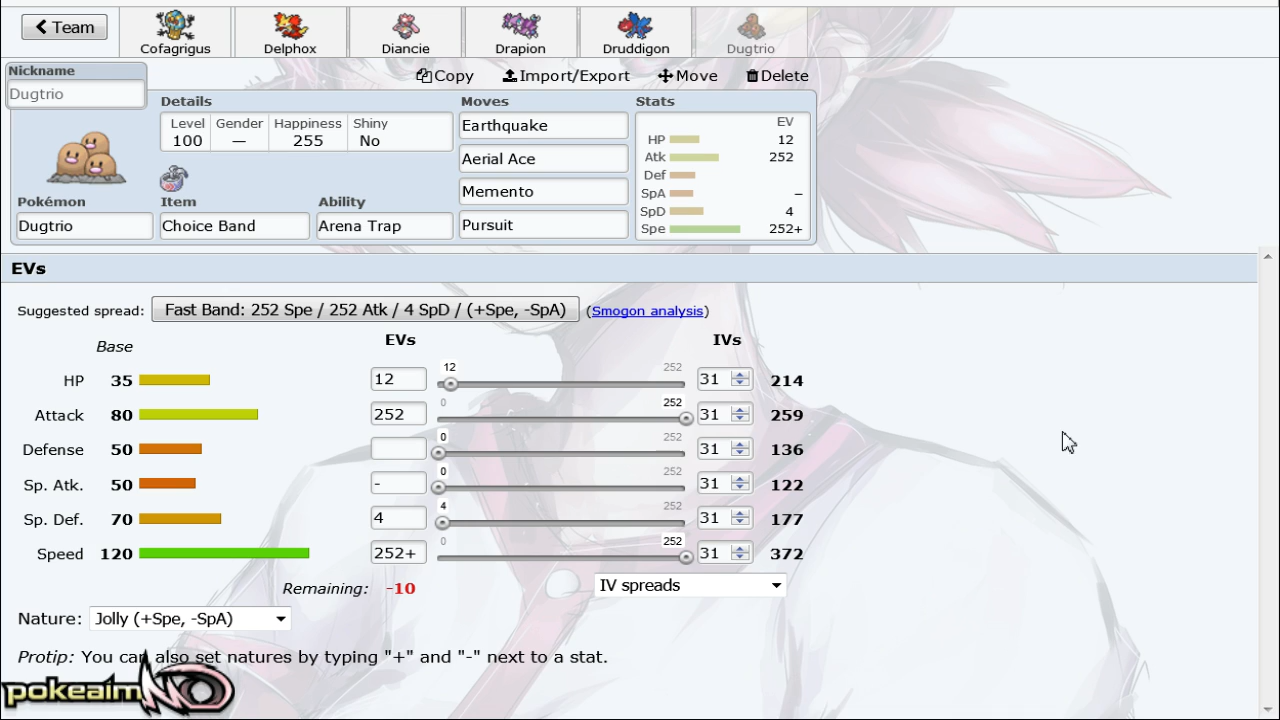 Team
Cofagrigus
Delphox
Diancie
Drapion
Druddigon
Dugtrio
Copy
Import/Export
Move
Delete
Nickname
Dugtrio
Details
Level
Gender
Happiness
Shiny
100
—
255
No
Pokémon
Dugtrio
Item
Choice Band
Ability
Arena Trap
Moves
Earthquake
Aerial Ace
Memento
Pursuit
Stats
EV
HP 12
Atk 252
Def
SpA –
SpD 4
Spe 252+
EVs
Suggested spread: Fast Band: 252 Spe / 252 Atk / 4 SpD / (+Spe, -SpA) (Smogon analysis)
Base EVs IVs
HP 35 12 12 252 31 214
Attack 80 252 0 252 31 259
Defense 50 0 252 31 136
Sp. Atk. 50 - 0 252 31 122
Sp. Def. 70 4 4 252 31 177
Speed 120 252+ 0 252 31 372
Remaining: -10 IV spreads
Nature: Jolly (+Spe, -SpA)
Protip: You can also set natures by typing "+" and "-" next to a stat.
pokeaim